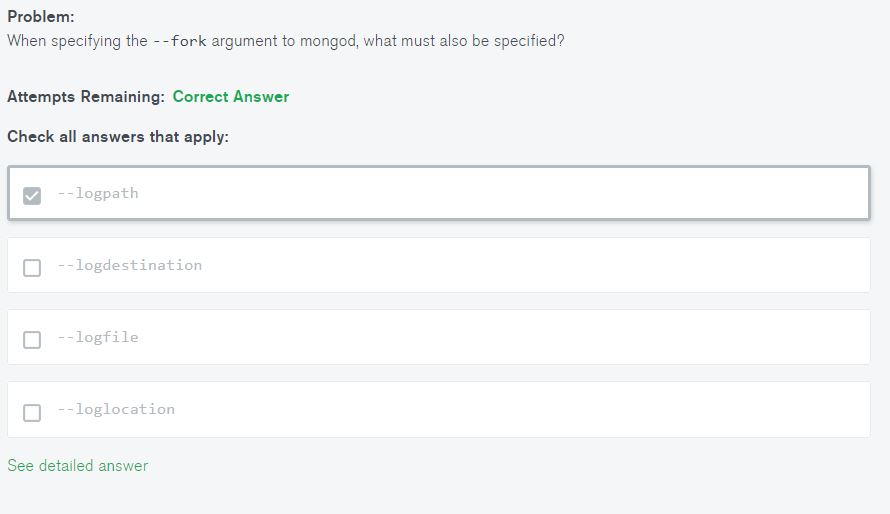 Problem:
When specifying the --fork argument to mongod, what must also be specified?
Attempts Remaining: Correct Answer
Check all answers that apply:
--logpath
--logdestination
--logfile
--loglocation
See detailed answer